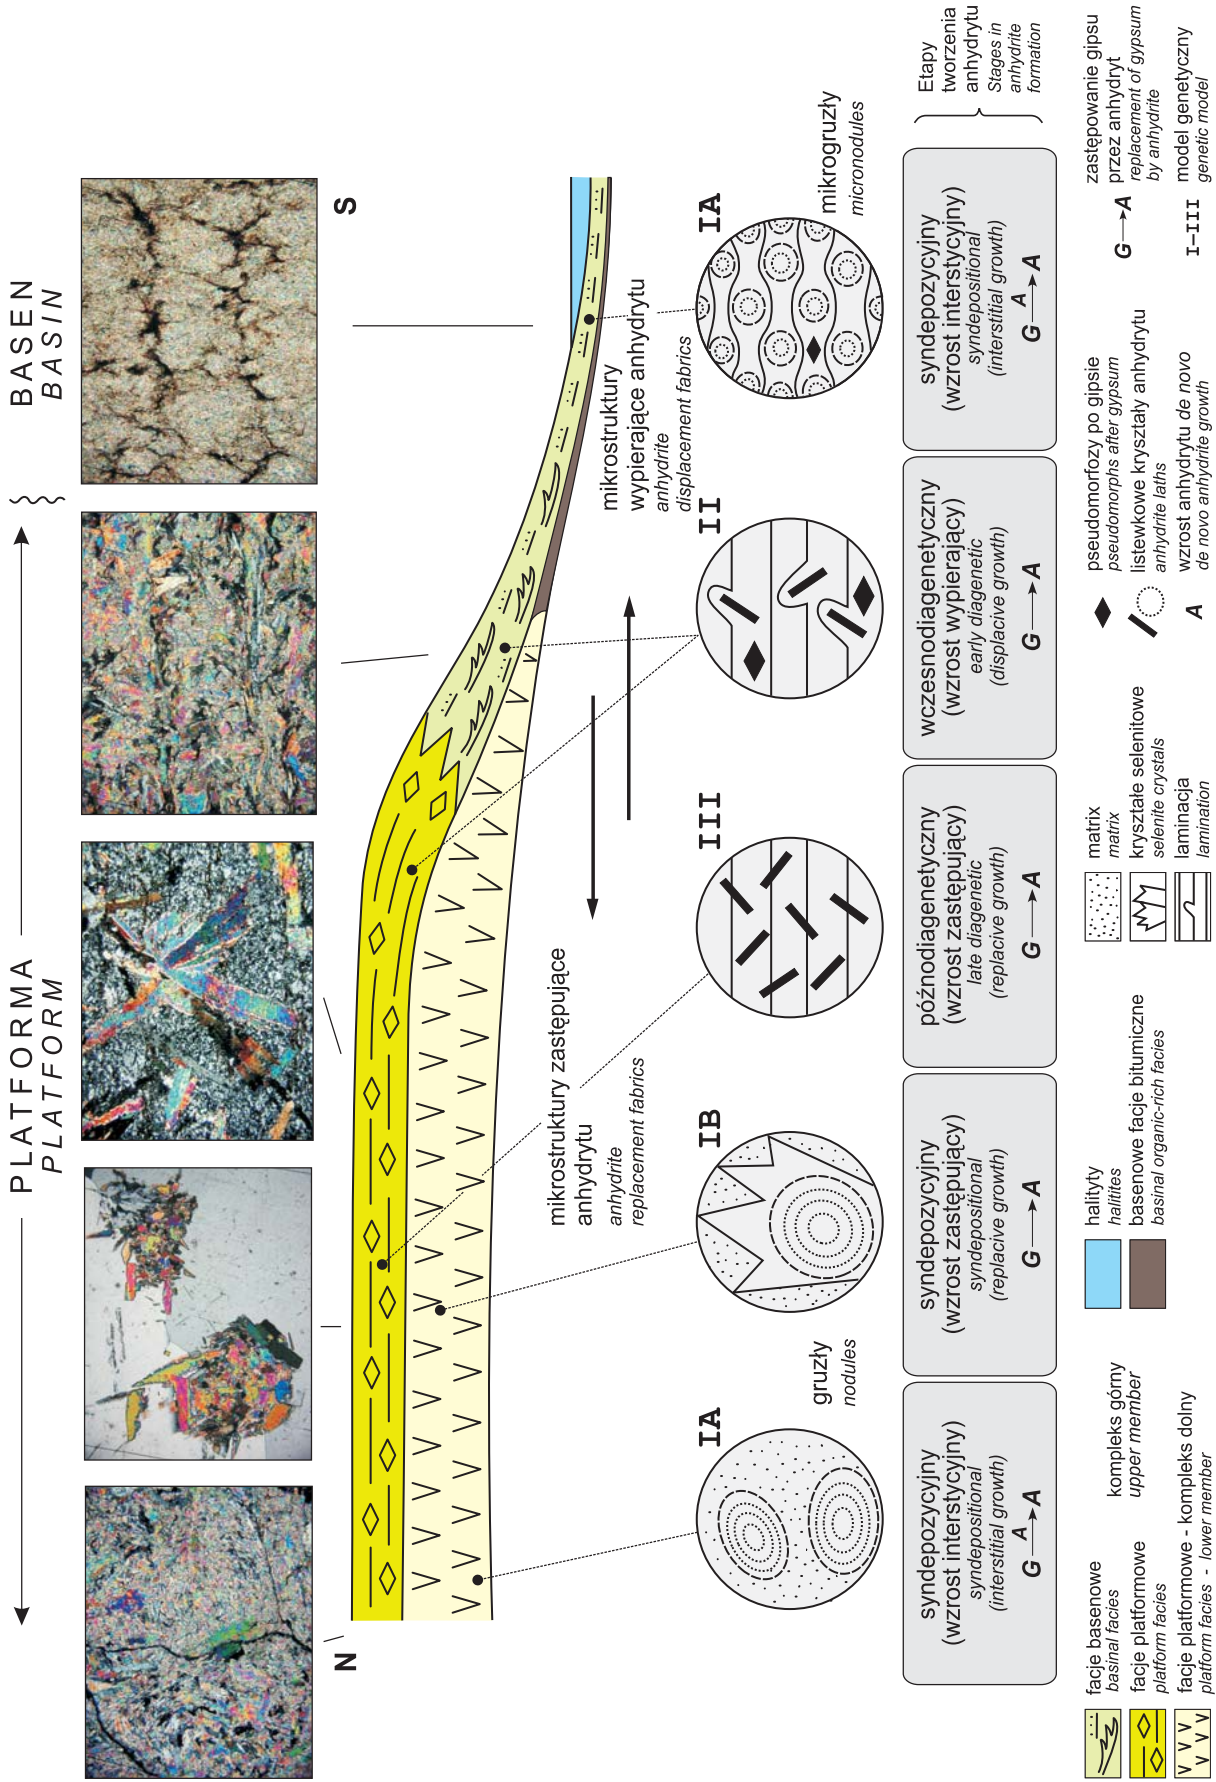 PLATFORMA
PLATFORM
BASEN
BASIN
N
S
mikrostruktury zastępujące
anhydrytu
anhydrite
replacement fabrics
mikrostruktury
wypierające anhydrytu
anhydrite
displacement fabrics
IA
IB
III
II
IA
gruzły
nodules
mikrogruzły
micronodules
syndepozycyjny
(wzrost interstycyjny)
syndepositional
(interstitial growth)
A
G → A
syndepozycyjny
(wzrost zastępujący)
syndepositional
(replacive growth)
G → A
późnodiagenetyczny
(wzrost zastępujący)
late diagenetic
(replacive growth)
G → A
wczesnodiagenetyczny
(wzrost wypierający)
early diagenetic
(displacive growth)
G → A
syndepozycyjny
(wzrost interstycyjny)
syndepositional
(interstitial growth)
A
G → A
Etapy
tworzenia
anhydrytu
Stages in
anhydrite
formation
facje basenowe
basinal facies
facje platformowe
platform facies
kompleks górny
upper member
facje platformowe - kompleks dolny
platform facies - lower member
halityty
halitites
basenowe facje bitumiczne
basinal organic-rich facies
matrix
matrix
kryształe selenitowe
selenite crystals
laminacja
lamination
pseudomorfozy po gipsie
pseudomorphs after gypsum
listewkowe kryształy anhydrytu
anhydrite laths
A
wzrost anhydrytu de novo
de novo anhydrite growth
G → A
zastępowanie gipsu
przez anhydryt
replacement of gypsum
by anhydrite
I–III
model genetyczny
genetic model